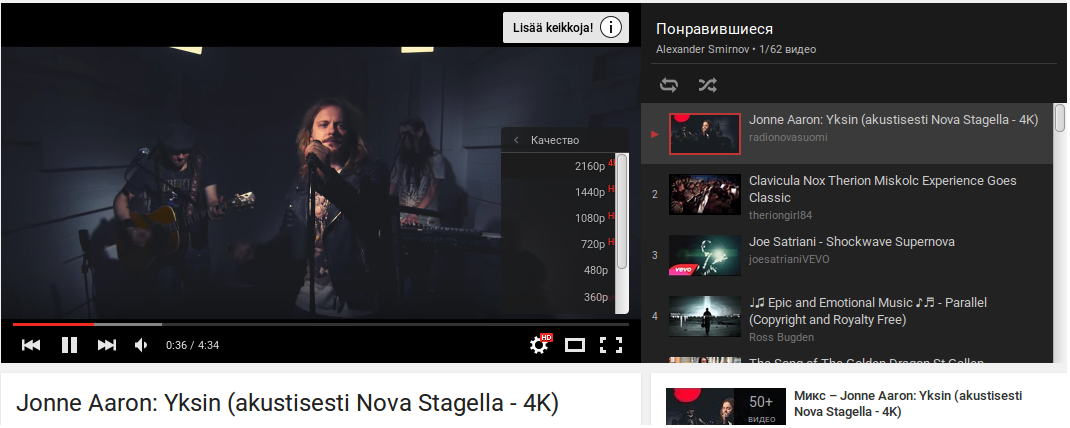 Lisää keikkoja!
Качество
2160p
1440p
1080p
720p
480p
360p
0:36 / 4:34
HD
Понравившиеся
Alexander Smirnov • 1/62 видео
Jonne Aaron: Yksin (akustisesti Nova Stagella - 4K)
radionovasuomi
2
Clavicula Nox Therion Miskolc Experience Goes
Classic
theriongirl84
3
Joe Satriani - Shockwave Supernova
joesatrianiVEVO
vevo
4
♩♫ Epic and Emotional Music ♪♬ - Parallel
(Copyright and Royalty Free)
Ross Bugden
The Song of The Golden Dragon St Gallen
Jonne Aaron: Yksin (akustisesti Nova Stagella - 4K)
50+
ВИДЕО
Микс – Jonne Aaron: Yksin (akustisesti
Nova Stagella - 4K)